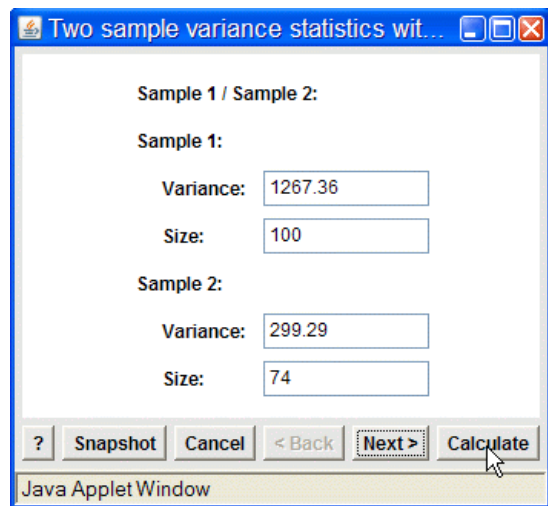 Two sample variance statistics wit...
Sample 1 / Sample 2:
Sample 1:
Variance: 1267.36
Size: 100
Sample 2:
Variance: 299.29
Size: 74
? Snapshot Cancel < Back Next > Calculate
Java Applet Window